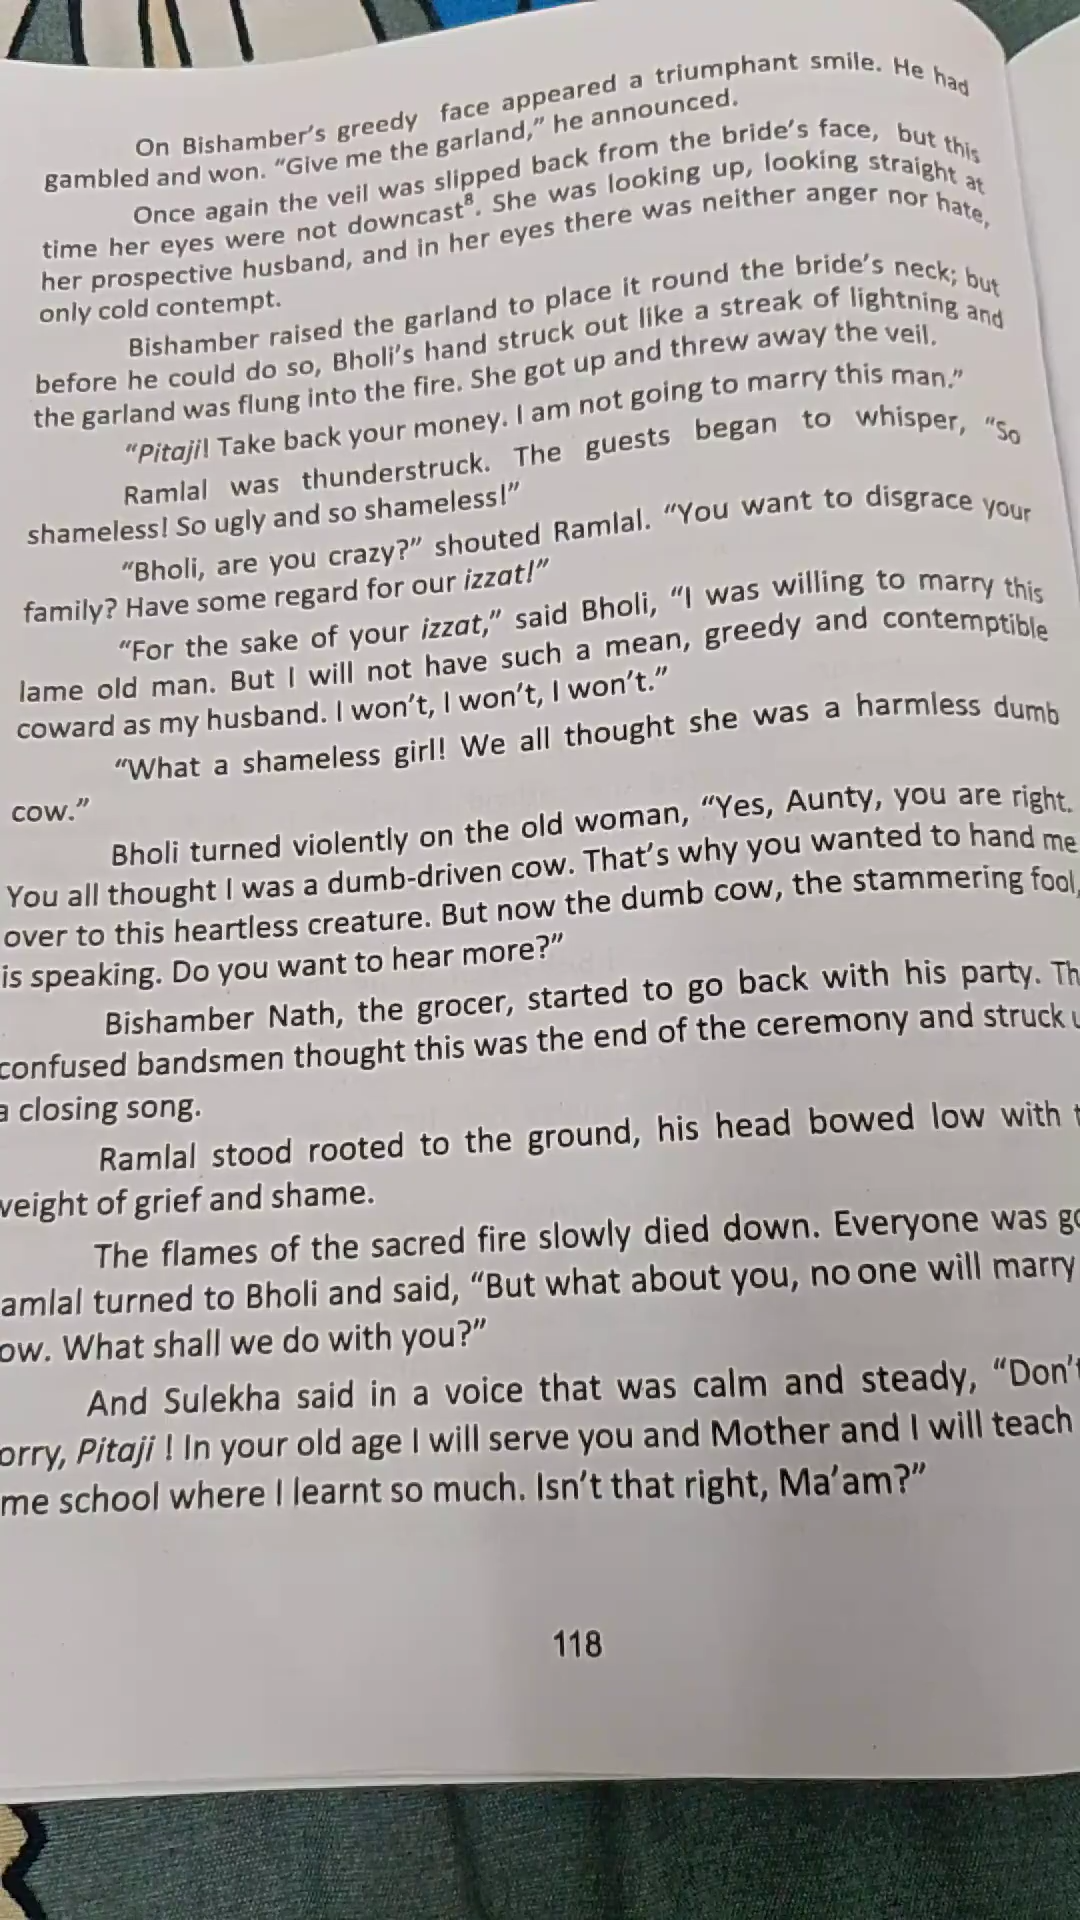 On Bishamber's greedy face appeared a triumphant smile. He had
gambled and won. “Give me the garland,” he announced.
Once again the veil was slipped back from the bride's face, but this
time her eyes were not downcast⁸. She was looking up, looking straight at
her prospective husband, and in her eyes there was neither anger nor hate,
only cold contempt.
Bishamber raised the garland to place it round the bride's neck; but
before he could do so, Bholi's hand struck out like a streak of lightning and
the garland was flung into the fire. She got up and threw away the veil.
“Pitaji! Take back your money. I am not going to marry this man.”
Ramlal was thunderstruck. The guests began to whisper, “So
shameless! So ugly and so shameless!”
“Bholi, are you crazy?” shouted Ramlal. “You want to disgrace your
family? Have some regard for our izzat!”
“For the sake of your izzat,” said Bholi, “I was willing to marry this
lame old man. But I will not have such a mean, greedy and contemptible
coward as my husband. I won't, I won't, I won't.”
“What a shameless girl! We all thought she was a harmless dumb
cow.”
Bholi turned violently on the old woman, “Yes, Aunty, you are right.
You all thought I was a dumb-driven cow. That's why you wanted to hand me
over to this heartless creature. But now the dumb cow, the stammering fool,
is speaking. Do you want to hear more?”
Bishamber Nath, the grocer, started to go back with his party. Th
confused bandsmen thought this was the end of the ceremony and struck u
a closing song.
Ramlal stood rooted to the ground, his head bowed low with t
weight of grief and shame.
The flames of the sacred fire slowly died down. Everyone was go
amlal turned to Bholi and said, “But what about you, no one will marry
ow. What shall we do with you?”
And Sulekha said in a voice that was calm and steady, “Don't
orry, Pitaji ! In your old age I will serve you and Mother and I will teach
me school where I learnt so much. Isn't that right, Ma'am?”
118